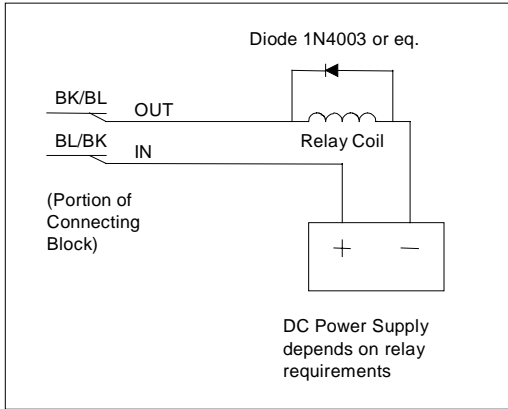 Diode 1N4003 or eq.
BK/BL
OUT
Relay Coil
BL/BK
IN
(Portion of
Connecting
Block)
+ −
DC Power Supply
depends on relay
requirements